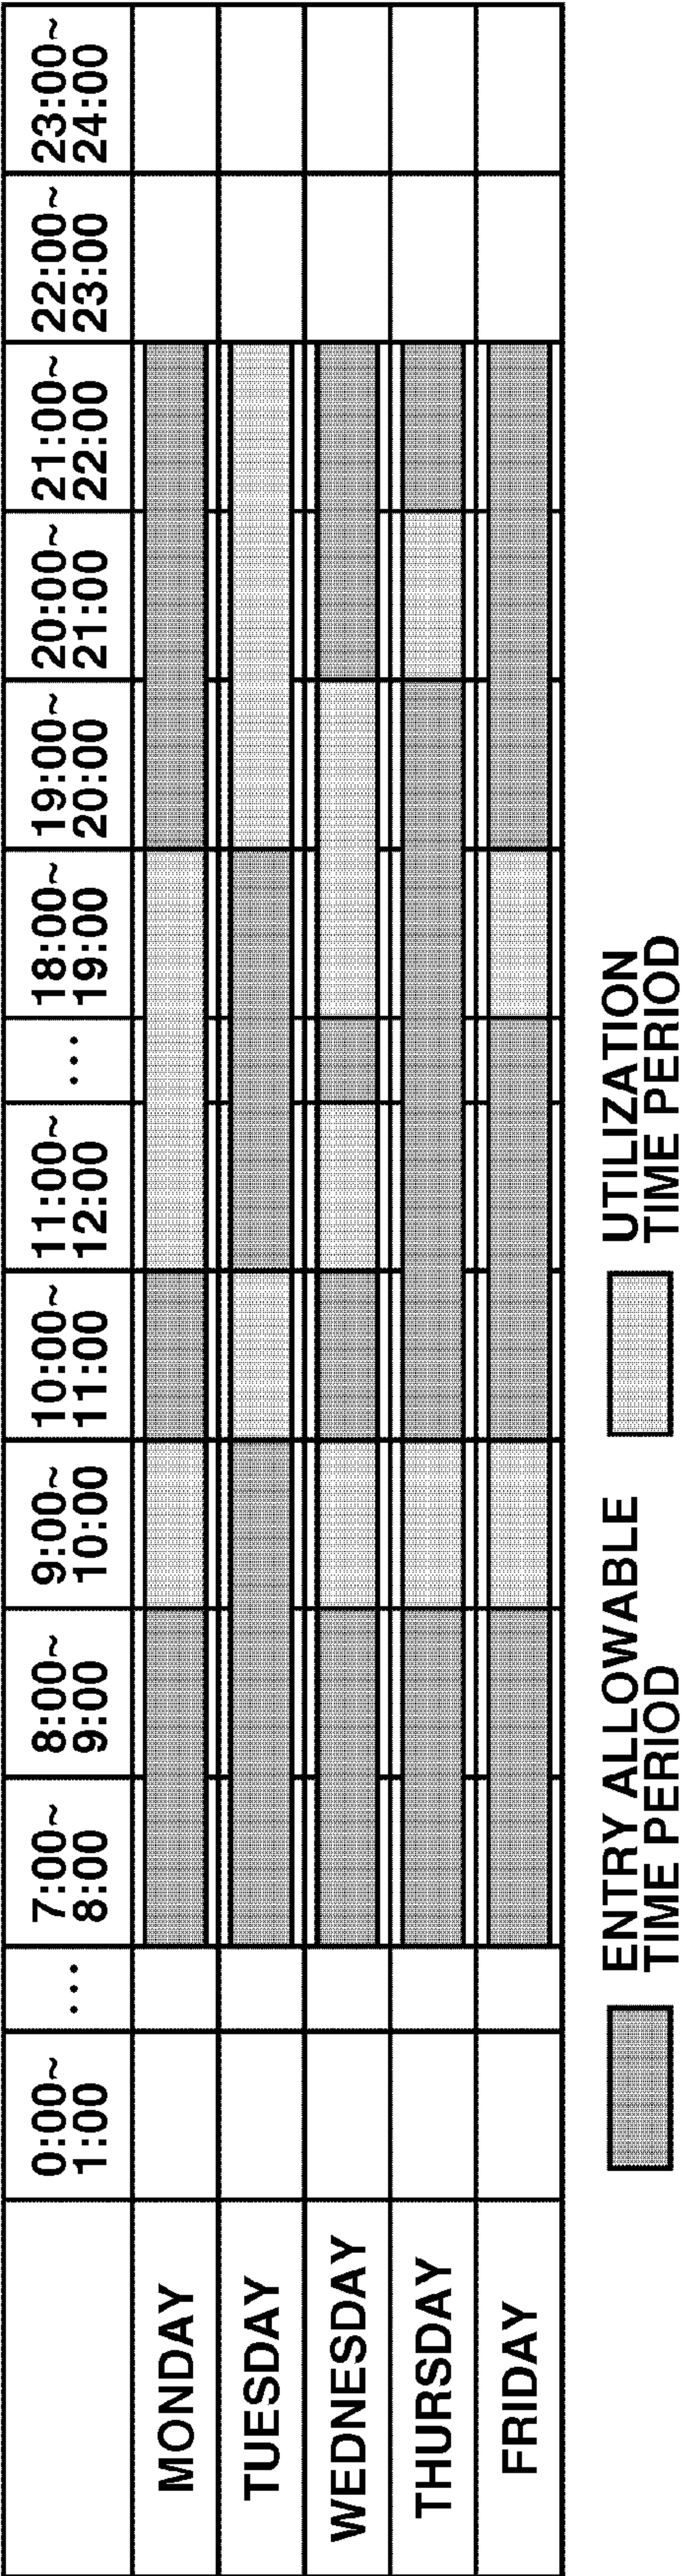 0:00~
1:00
...
7:00~
8:00
8:00~
9:00
9:00~
10:00
10:00~
11:00
11:00~
12:00
...
18:00~
19:00
19:00~
20:00
20:00~
21:00
21:00~
22:00
22:00~
23:00
23:00~
24:00
MONDAY
TUESDAY
WEDNESDAY
THURSDAY
FRIDAY
ENTRY ALLOWABLE
TIME PERIOD
UTILIZATION
TIME PERIOD